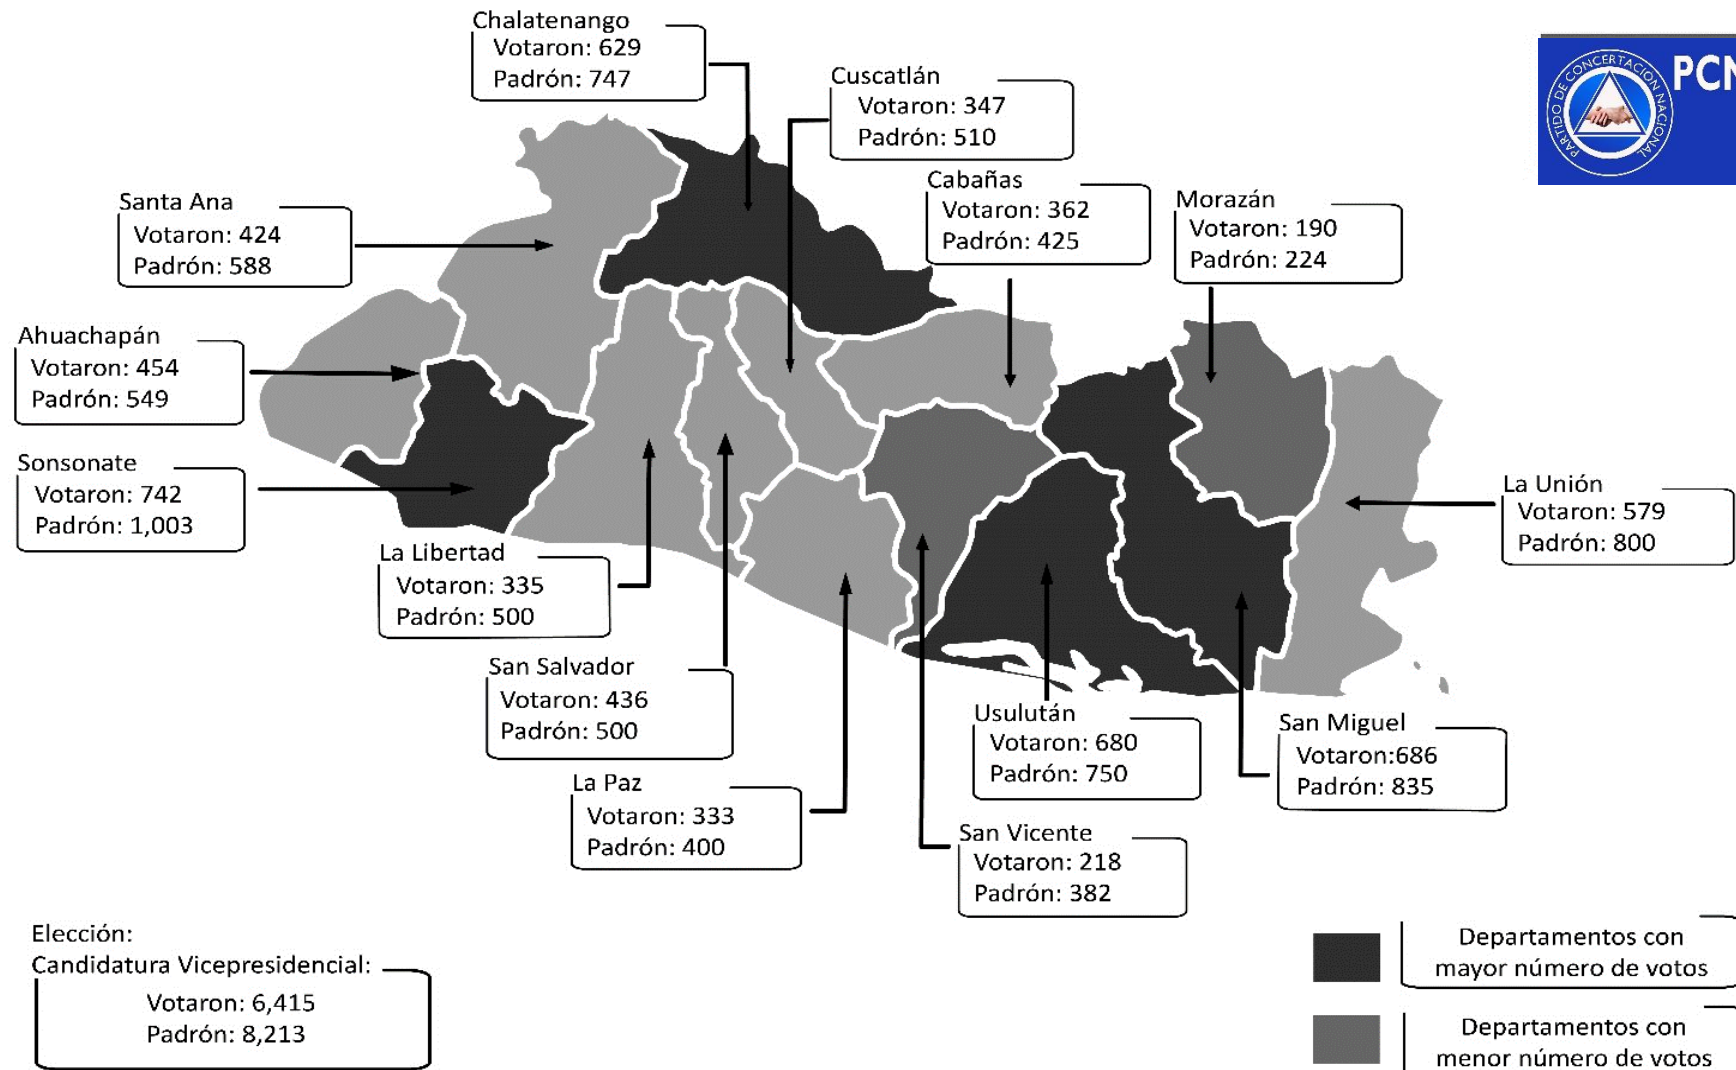 Chalatenango
Votaron: 629
Padrón: 747
Cuscatlán
Votaron: 347
Padrón: 510
PCN
PARTIDO DE CONCERTACION NACIONAL
Cabañas
Votaron: 362
Padrón: 425
Morazán
Votaron: 190
Padrón: 224
Santa Ana
Votaron: 424
Padrón: 588
Ahuachapán
Votaron: 454
Padrón: 549
Sonsonate
Votaron: 742
Padrón: 1,003
La Unión
Votaron: 579
Padrón: 800
La Libertad
Votaron: 335
Padrón: 500
San Salvador
Votaron: 436
Padrón: 500
La Paz
Votaron: 333
Padrón: 400
Usulután
Votaron: 680
Padrón: 750
San Miguel
Votaron:686
Padrón: 835
San Vicente
Votaron: 218
Padrón: 382
Elección:
Candidatura Vicepresidencial:
Votaron: 6,415
Padrón: 8,213
Departamentos con
mayor número de votos
Departamentos con
menor número de votos